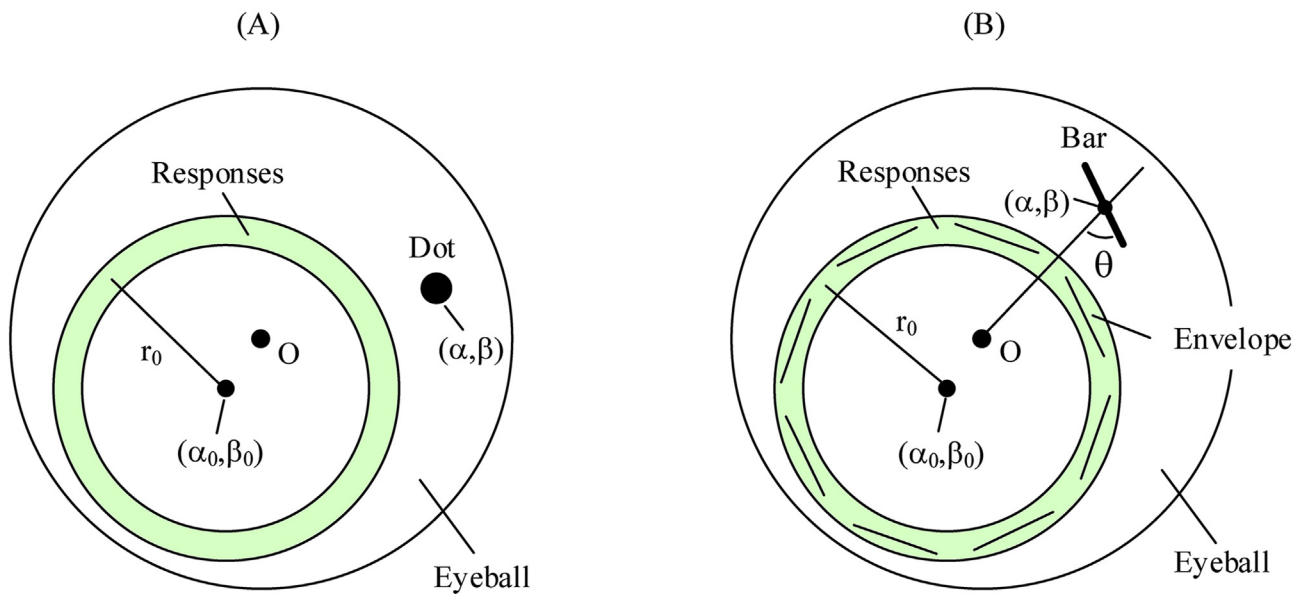 (A)
Responses
Dot
r₀
O
(α,β)
(α₀,β₀)
Eyeball
(B)
Bar
Responses
(α,β)
θ
r₀
O
Envelope
(α₀,β₀)
Eyeball